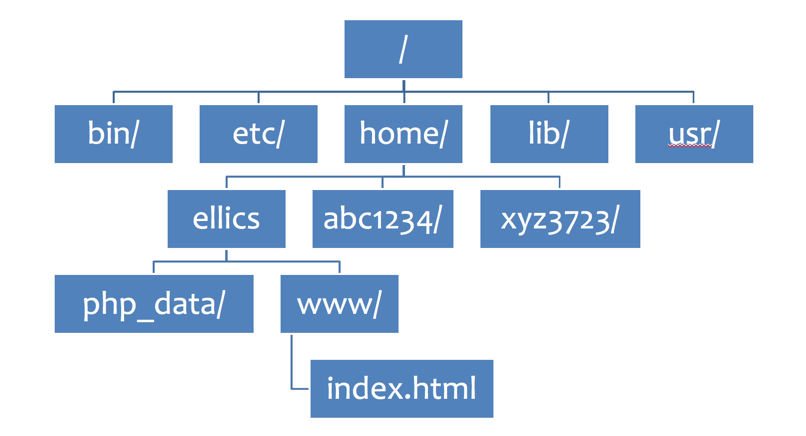 /
bin/
etc/
home/
lib/
usr/
ellics
abc1234/
xyz3723/
php_data/
www/
index.html